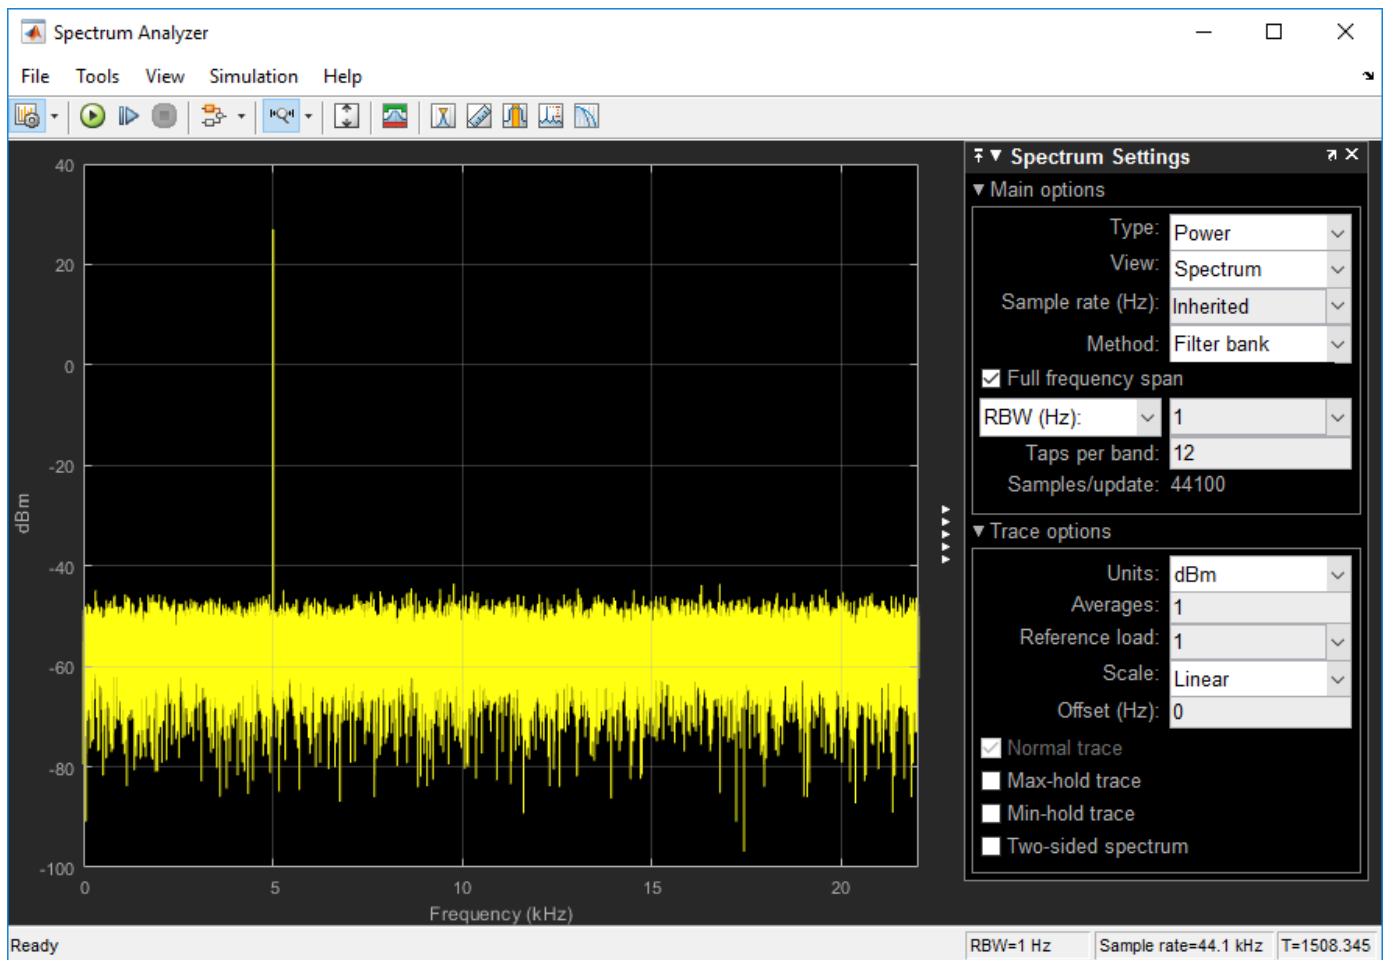 Spectrum Analyzer
File Tools View Simulation Help
40
20
0
-20
-40
-60
-80
-100
dBm
0 5 10 15 20
Frequency (kHz)
Spectrum Settings
Main options
Type: Power
View: Spectrum
Sample rate (Hz): Inherited
Method: Filter bank
Full frequency span
RBW (Hz): 1
Taps per band: 12
Samples/update: 44100
Trace options
Units: dBm
Averages: 1
Reference load: 1
Scale: Linear
Offset (Hz): 0
Normal trace
Max-hold trace
Min-hold trace
Two-sided spectrum
Ready RBW=1 Hz Sample rate=44.1 kHz T=1508.345